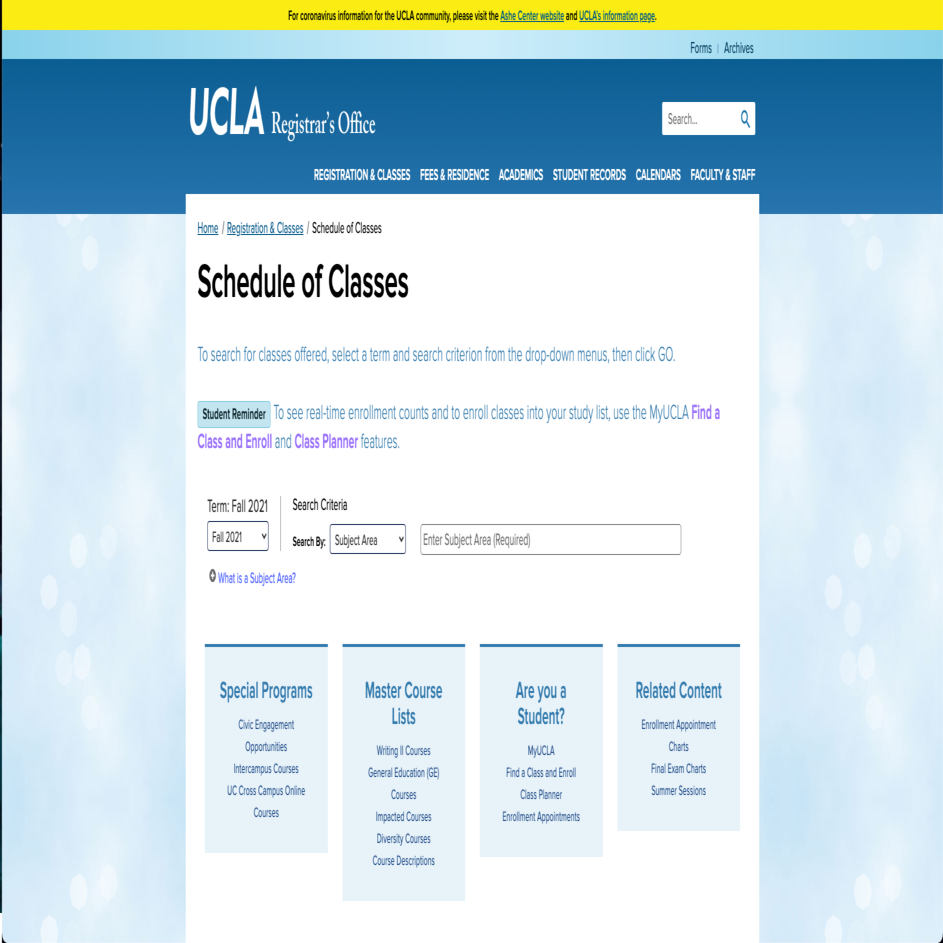 For coronavirus information for the UCLA community, please visit the Ashe Center website and UCLA's information page.
Forms | Archives
UCLA Registrar's Office
Search...
REGISTRATION & CLASSES FEES & RESIDENCE ACADEMICS STUDENT RECORDS CALENDARS FACULTY & STAFF
Home / Registration & Classes / Schedule of Classes
Schedule of Classes
To search for classes offered, select a term and search criterion from the drop-down menus, then click GO.
Student Reminder To see real-time enrollment counts and to enroll classes into your study list, use the MyUCLA Find a
Class and Enroll and Class Planner features.
Term: Fall 2021
Fall 2021
Search Criteria
Search By: Subject Area Enter Subject Area (Required)
What is a Subject Area?
Special Programs
Civic Engagement
Opportunities
Intercampus Courses
UC Cross Campus Online
Courses
Master Course
Lists
Writing II Courses
General Education (GE)
Courses
Impacted Courses
Diversity Courses
Course Descriptions
Are you a
Student?
MyUCLA
Find a Class and Enroll
Class Planner
Enrollment Appointments
Related Content
Enrollment Appointment
Charts
Final Exam Charts
Summer Sessions